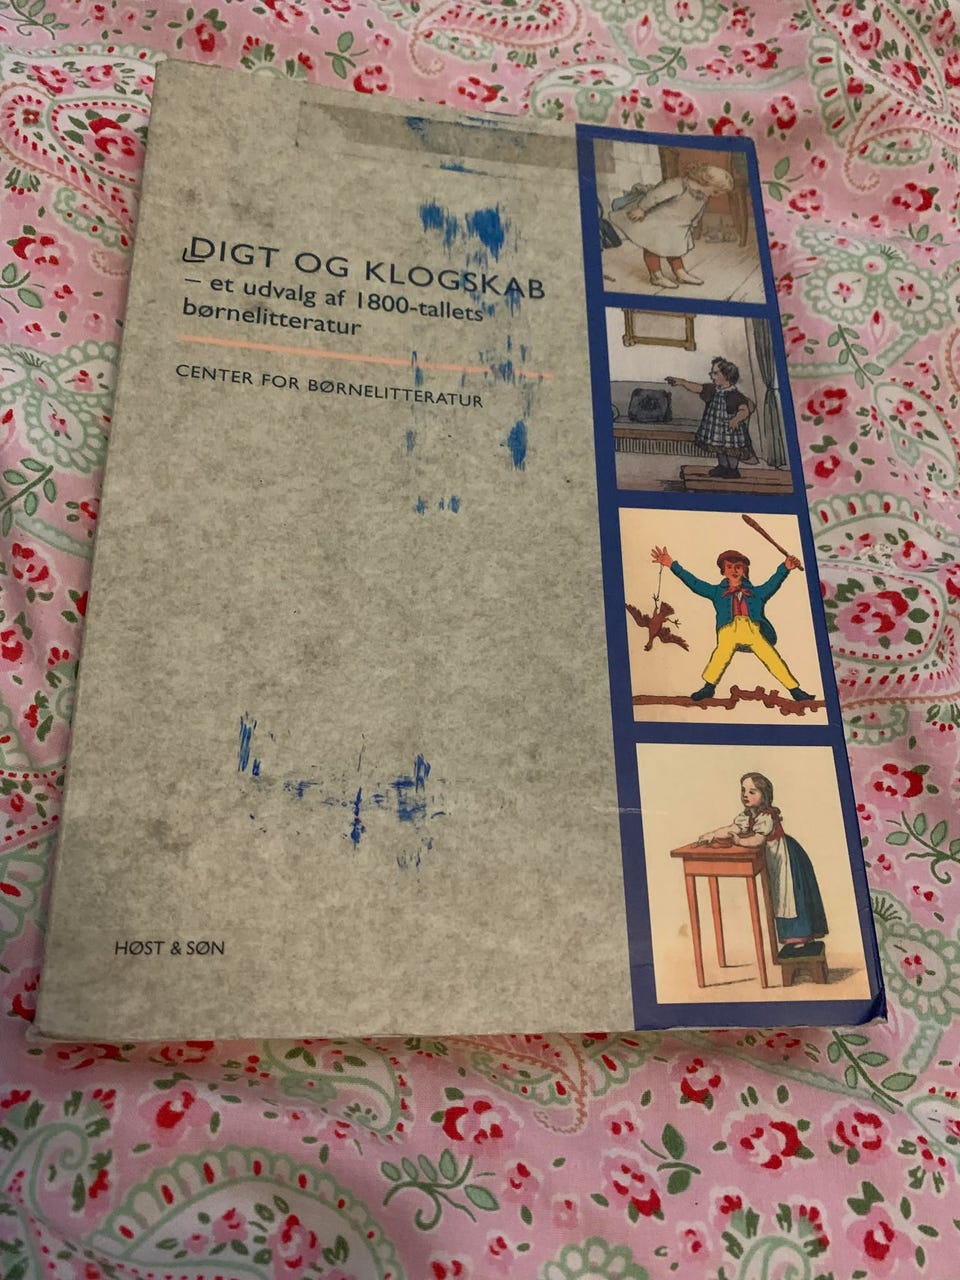 DIGT OG KLOGSKAB
– et udvalg af 1800-tallets
børnelitteratur
CENTER FOR BØRNELITTERATUR
HØST & SØN